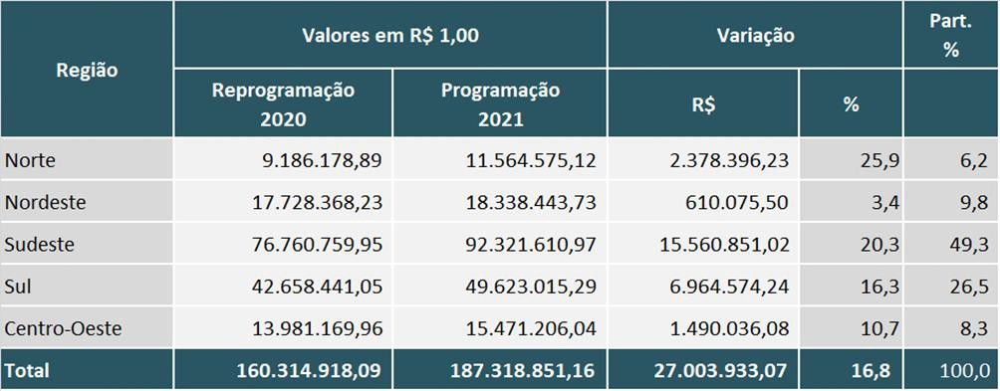 Região Valores em R$ 1,00 Variação Part. %
Reprogramação 2020 Programação 2021 R$ %
Norte 9.186.178,89 11.564.575,12 2.378.396,23 25,9 6,2
Nordeste 17.728.368,23 18.338.443,73 610.075,50 3,4 9,8
Sudeste 76.760.759,95 92.321.610,97 15.560.851,02 20,3 49,3
Sul 42.658.441,05 49.623.015,29 6.964.574,24 16,3 26,5
Centro-Oeste 13.981.169,96 15.471.206,04 1.490.036,08 10,7 8,3
Total 160.314.918,09 187.318.851,16 27.003.933,07 16,8 100,0